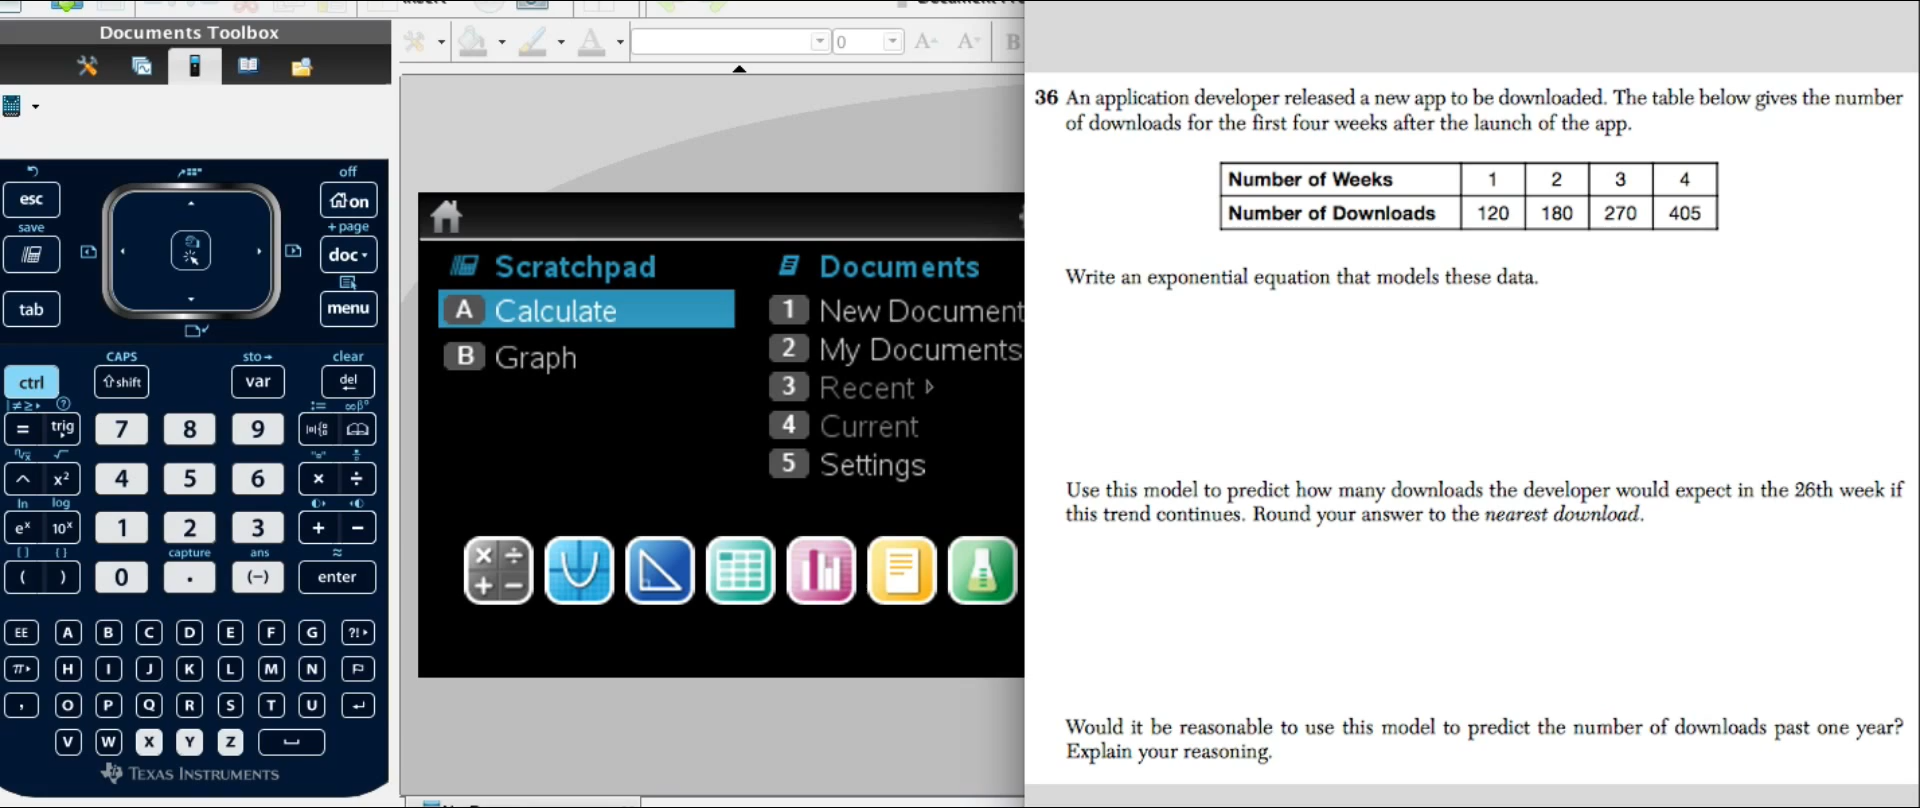 Documents Toolbox
0
A
A
B
esc
save
tab
off
on
+ page
doc
menu
CAPS
sto→
clear
ctrl
⇧shift
var
del
= trig
7
8
9
^ x²
4
5
6
× ÷
ln log
eˣ 10ˣ
1
2
3
+ −
[ ] { }
capture
ans
≈
( )
0
.
(−)
enter
EE A B C D E F G ?!▸
π▸ H I J K L M N
, O P Q R S T U ↵
V W X Y Z
TEXAS INSTRUMENTS
Scratchpad
A Calculate
B Graph
Documents
1 New Document
2 My Documents
3 Recent ▹
4 Current
5 Settings
36 An application developer released a new app to be downloaded. The table below gives the number
of downloads for the first four weeks after the launch of the app.
Number of Weeks 1 2 3 4
Number of Downloads 120 180 270 405
Write an exponential equation that models these data.
Use this model to predict how many downloads the developer would expect in the 26th week if
this trend continues. Round your answer to the nearest download.
Would it be reasonable to use this model to predict the number of downloads past one year?
Explain your reasoning.